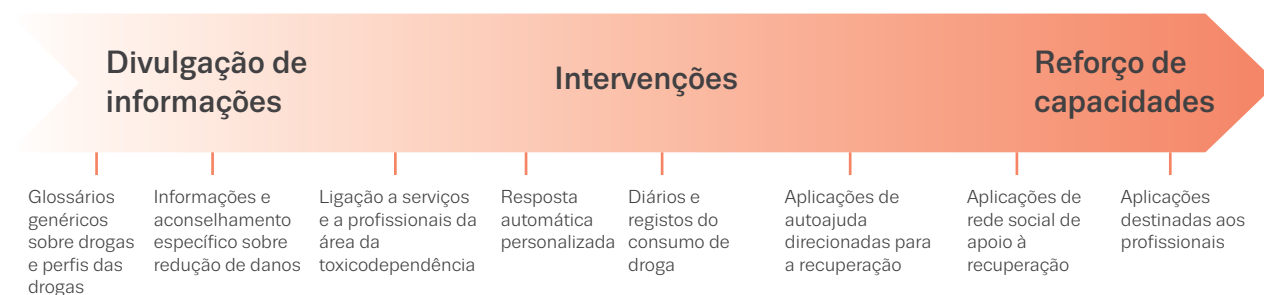 Divulgação de
informações
Intervenções
Reforço de
capacidades
Glossários
genéricos
sobre drogas
e perfis das
drogas
Informações e
aconselhamento
específico sobre
redução de danos
Ligação a serviços
e a profissionais da
área da
toxicodependência
Resposta
automática
personalizada
Diários e
registos do
consumo de
droga
Aplicações de
autoajuda
direcionadas para
a recuperação
Aplicações de
rede social de
apoio à
recuperação
Aplicações
destinadas aos
profissionais